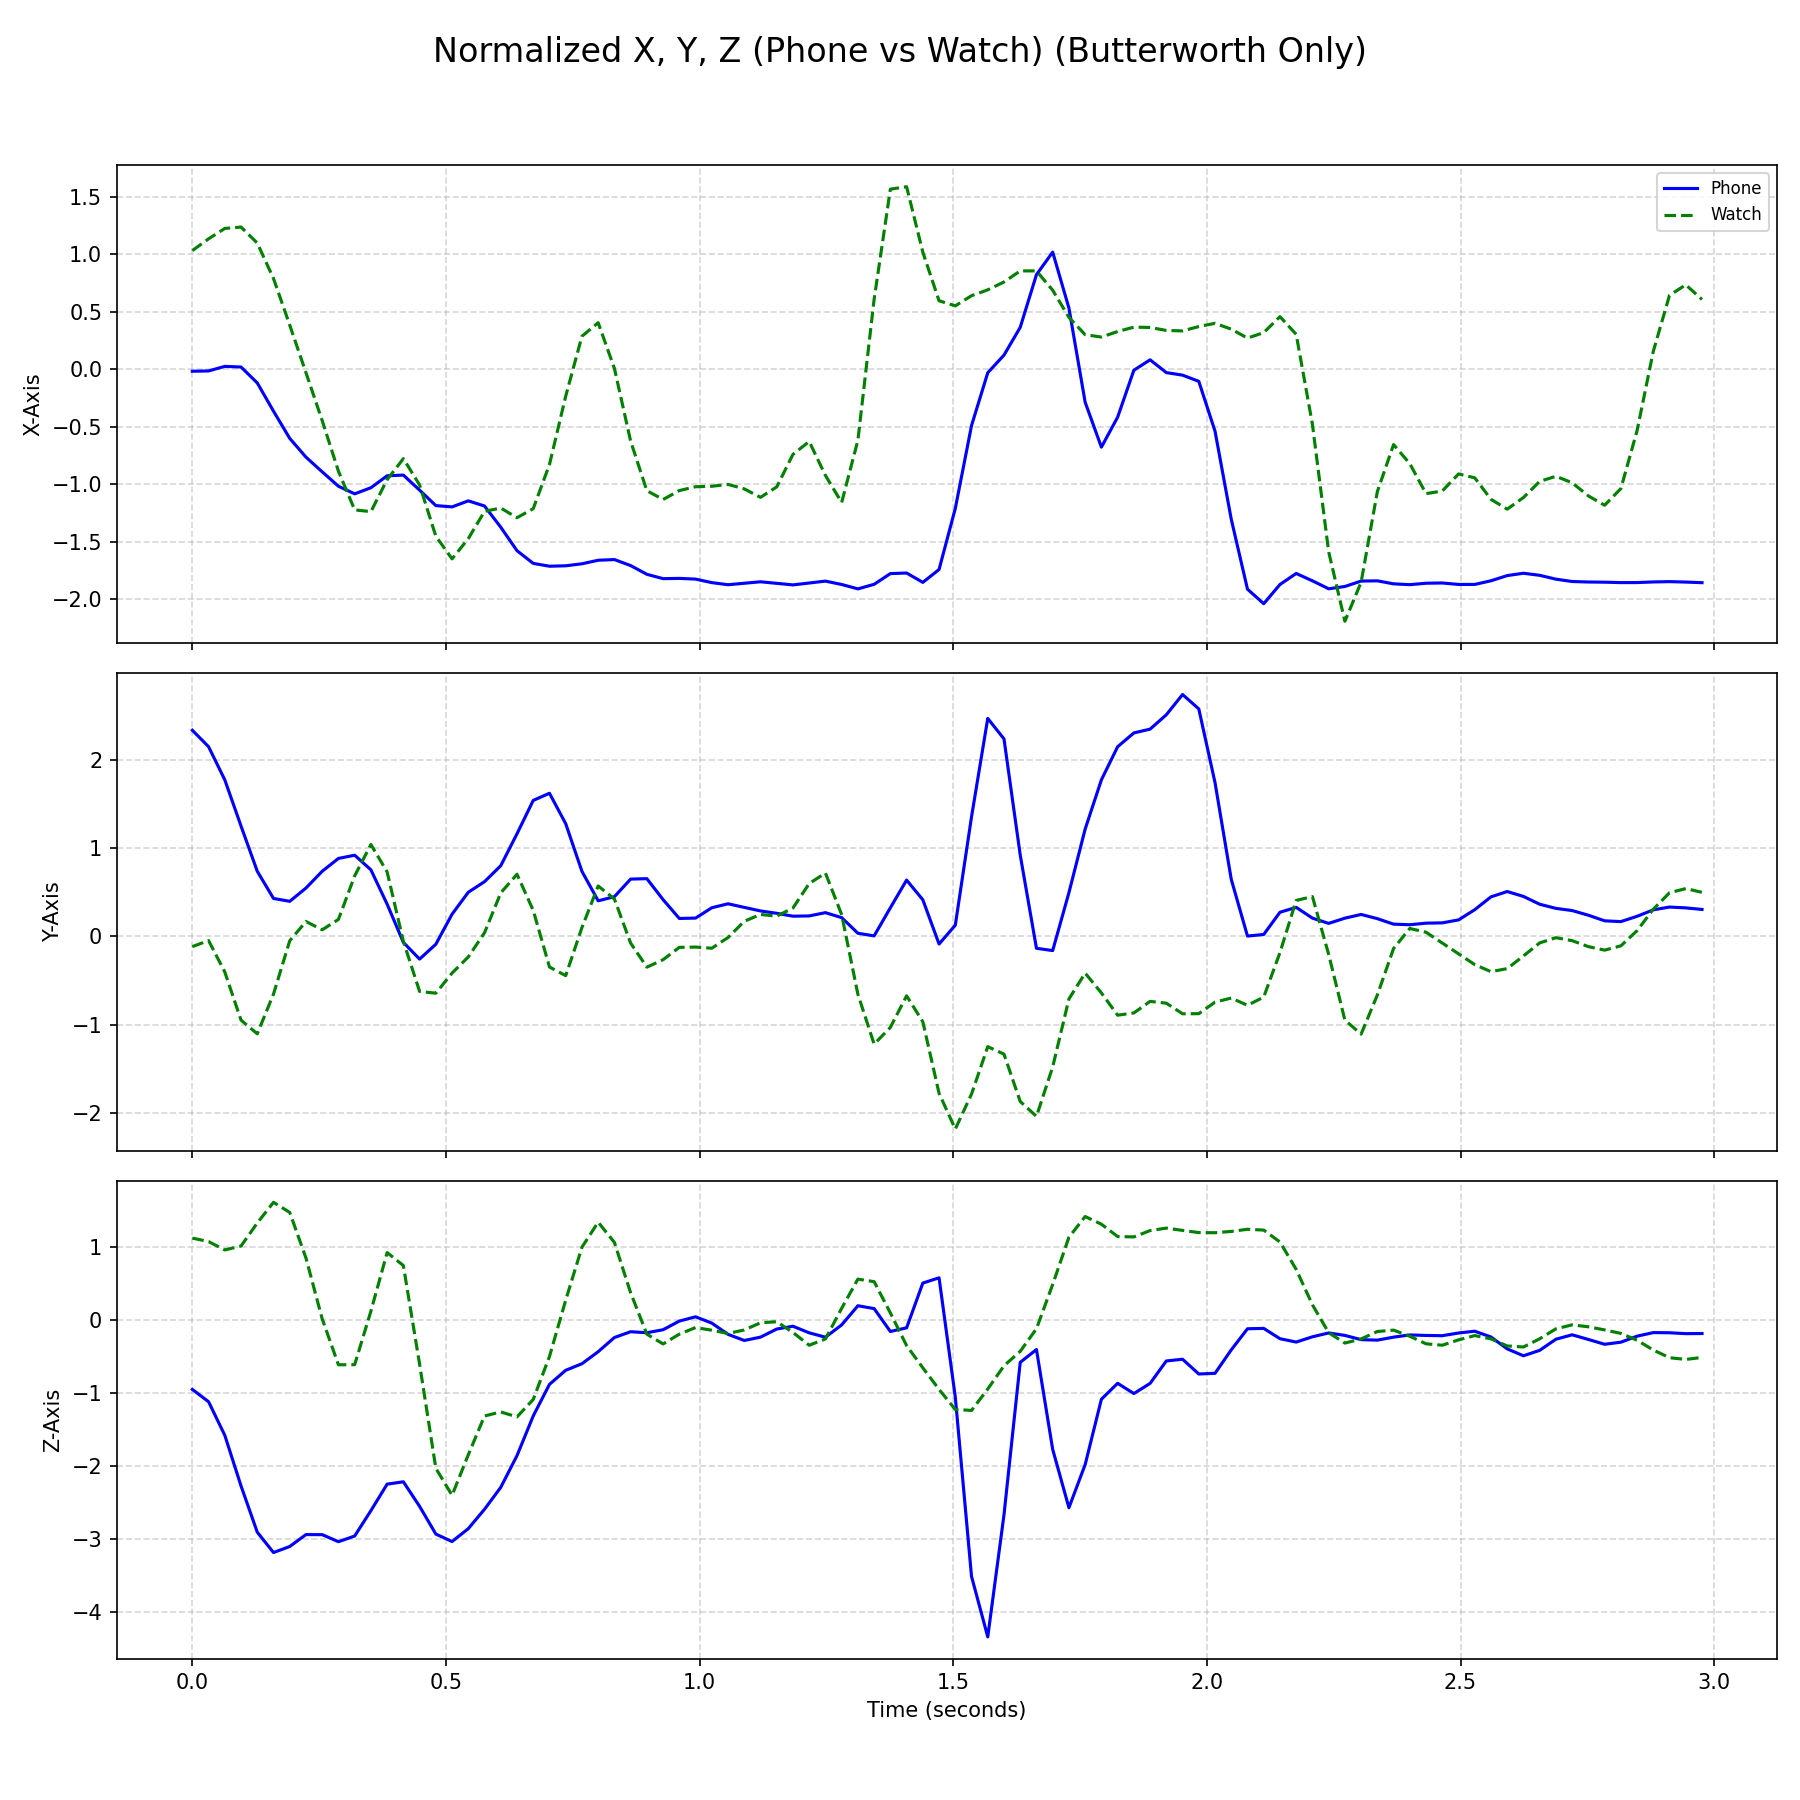 Normalized X, Y, Z (Phone vs Watch) (Butterworth Only)
Phone
Watch
X-Axis
1.5
1.0
0.5
0.0
−0.5
−1.0
−1.5
−2.0
Y-Axis
2
1
0
−1
−2
Z-Axis
1
0
−1
−2
−3
−4
0.0 0.5 1.0 1.5 2.0 2.5 3.0
Time (seconds)